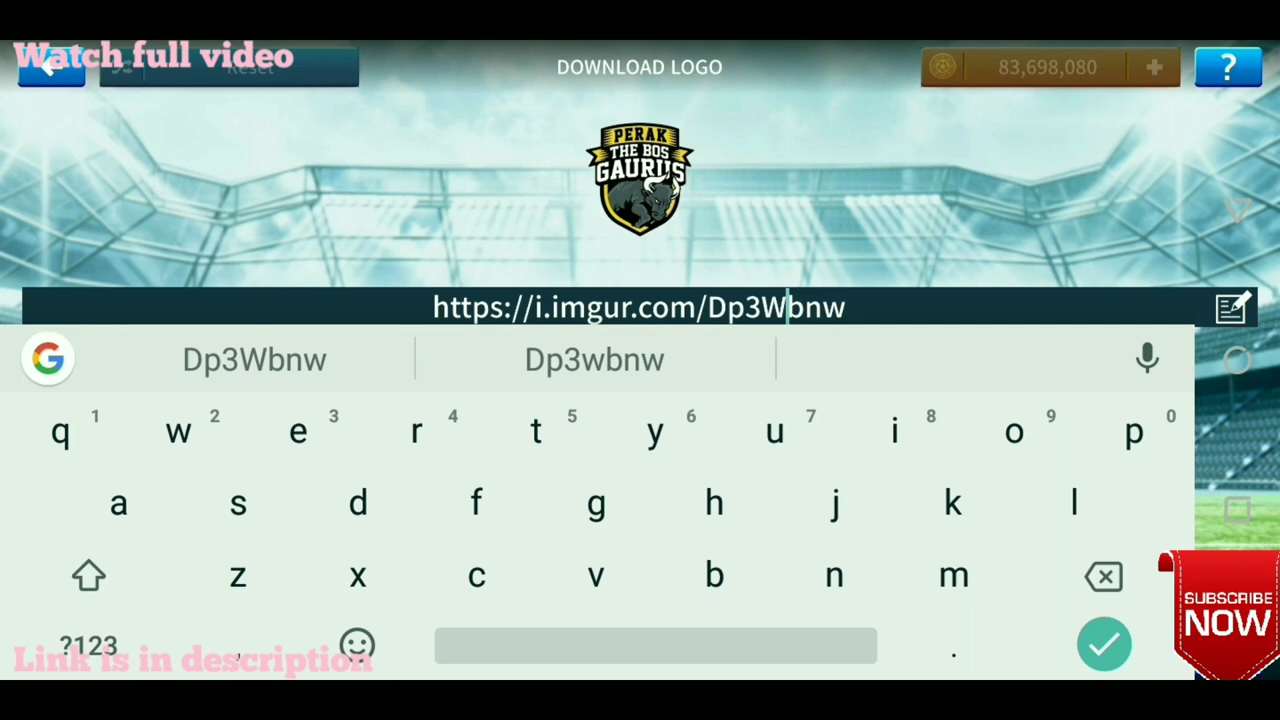 Watch full video
Reset
DOWNLOAD LOGO
83,698,080 +
?
PERAK
THE BOS
GAURUS
https://i.imgur.com/Dp3Wbnw
Dp3Wbnw Dp3wbnw
q 1 w 2 e 3 r 4 t 5 y 6 u 7 i 8 o 9 p 0
a s d f g h j k l
z x c v b n m
?123 , .
Link is in description
SUBSCRIBE
NOW